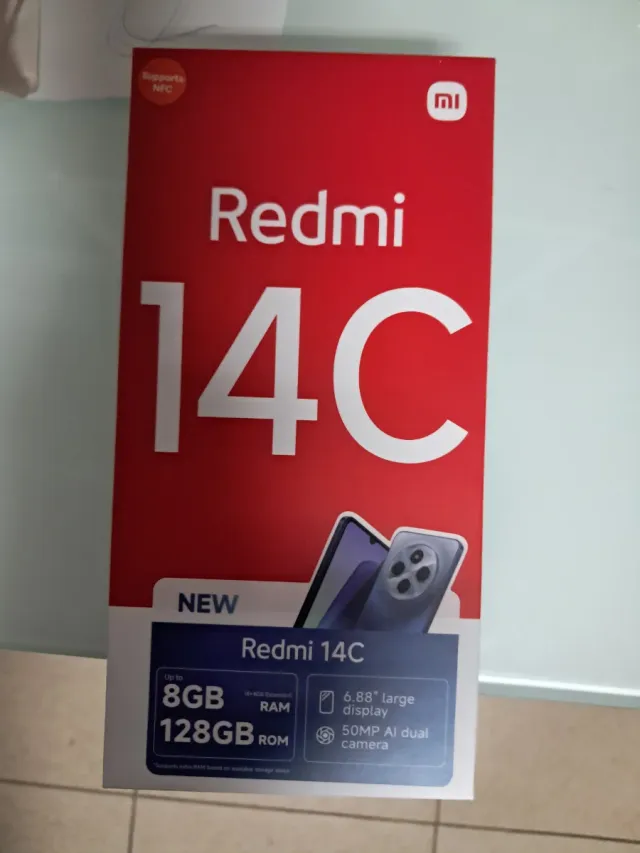 Supports
NFC
mi
Redmi
14C
NEW
Redmi 14C
Up to
8GB
RAM
128GB ROM
6.88" large
display
50MP AI dual
camera